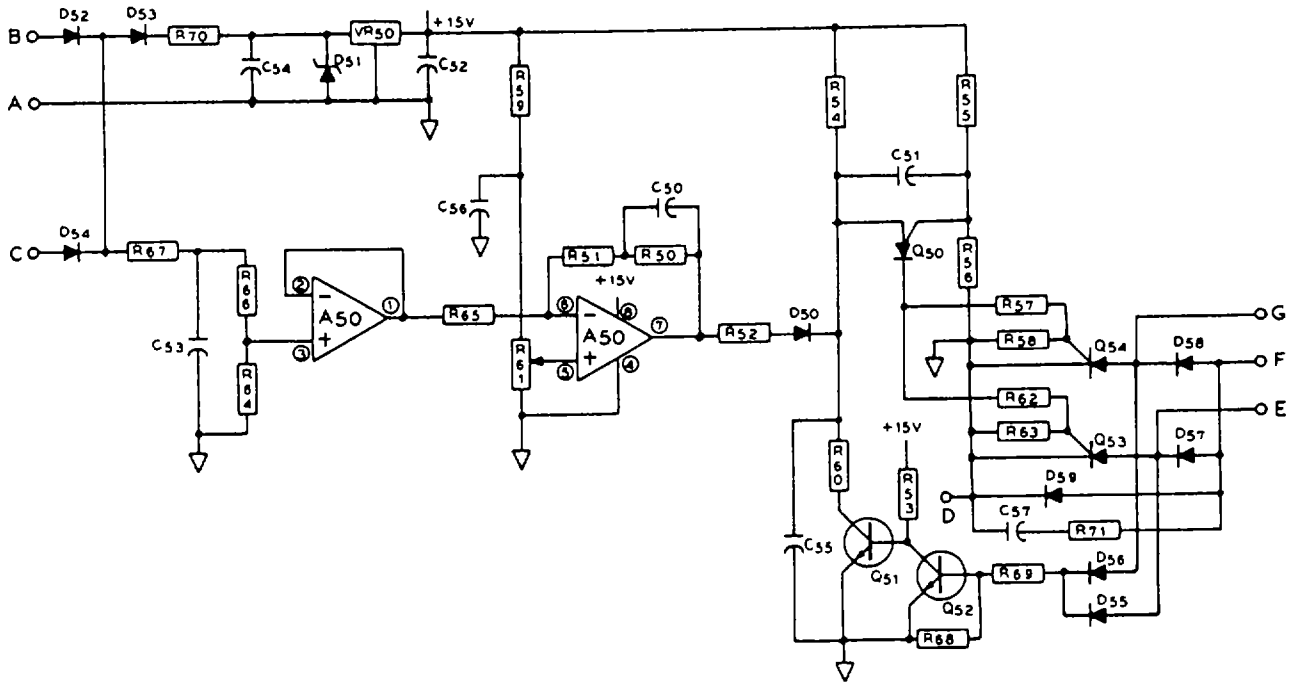 D52
D53
B
R70
VR50
+15V
C54
D51
C52
A
R59
R54
R55
C51
C56
C50
D54
C
R67
R51
R50
Q50
R56
+15V
R66
2
−
1
A50
+
3
R65
6
−
8
A50
7
+
5
4
R52
D50
R57
G
R58
Q54
D58
F
C53
R64
R61
R62
E
R63
Q53
D57
R60
+15V
R53
D59
D
C57
R71
C55
Q51
Q52
R69
D56
D55
R68